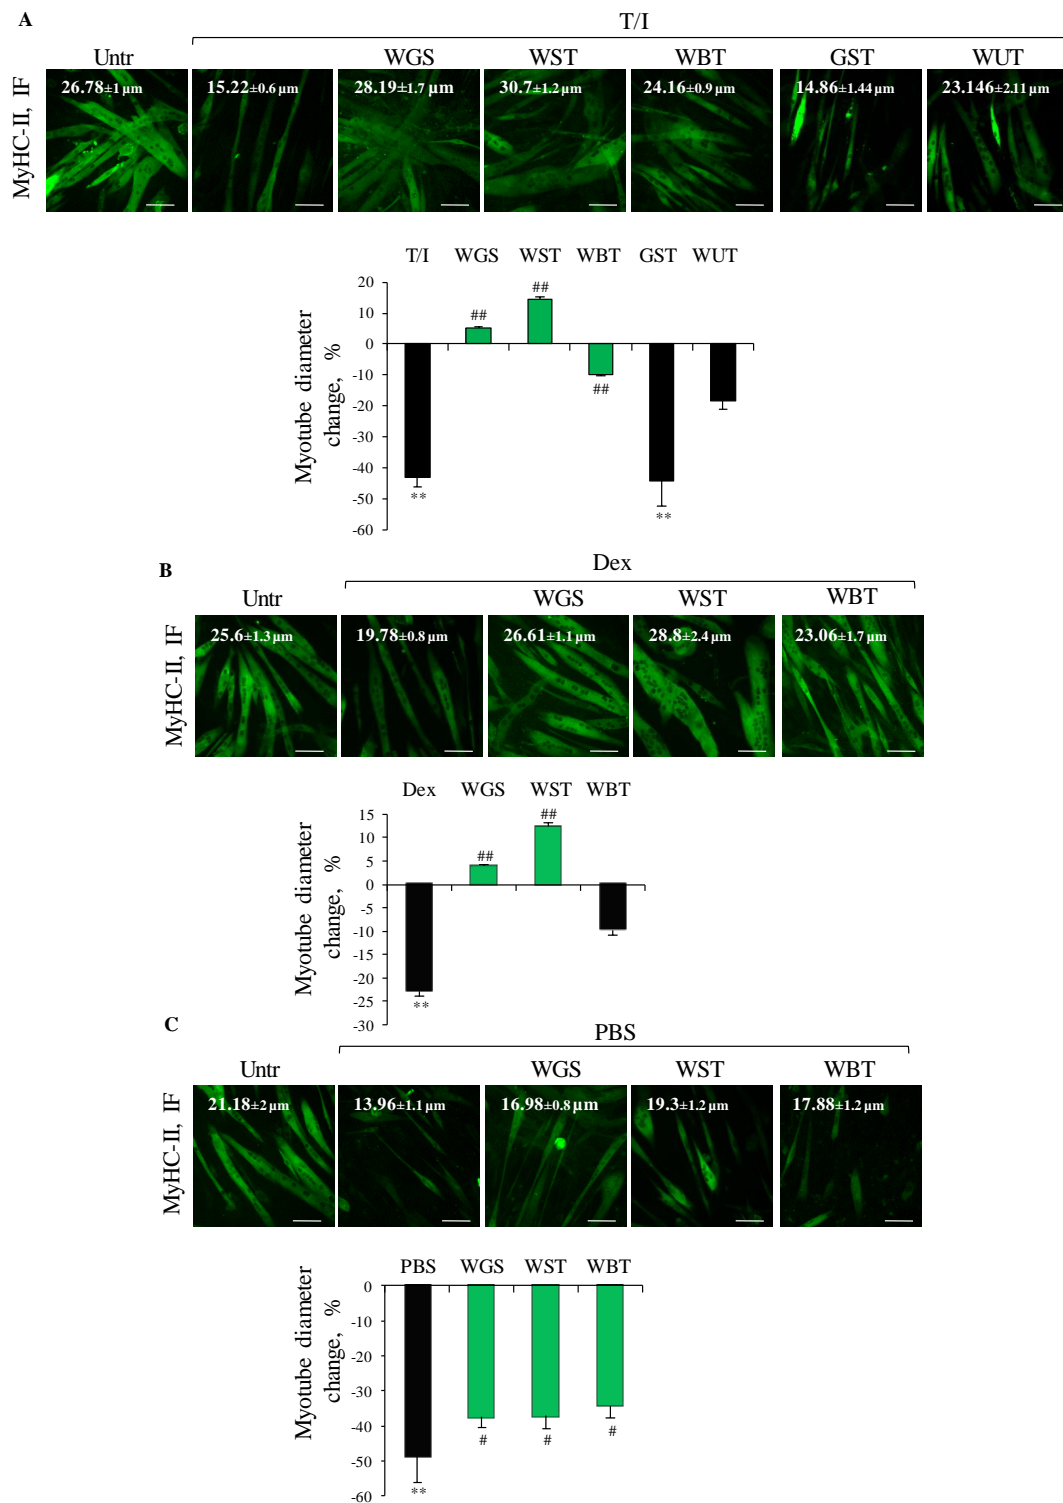 A
T/I
Untr WGS WST WBT GST WUT
MyHC-II, IF
26.78±1 µm 15.22±0.6 µm 28.19±1.7 µm 30.7±1.2 µm 24.16±0.9 µm 14.86±1.44 µm 23.146±2.11 µm
T/I WGS WST WBT GST WUT
Myotube diameter
change, %
20
10
0
-10
-20
-30
-40
-50
-60
** ## ## ## **
B
Dex
Untr WGS WST WBT
MyHC-II, IF
25.6±1.3 µm 19.78±0.8 µm 26.61±1.1 µm 28.8±2.4 µm 23.06±1.7 µm
Dex WGS WST WBT
Myotube diameter
change, %
15
10
5
0
-5
-10
-15
-20
-25
-30
** ## ##
C
PBS
Untr WGS WST WBT
MyHC-II, IF
21.18±2 µm 13.96±1.1 µm 16.98±0.8 µm 19.3±1.2 µm 17.88±1.2 µm
PBS WGS WST WBT
Myotube diameter
change, %
0
-10
-20
-30
-40
-50
-60
** # # #